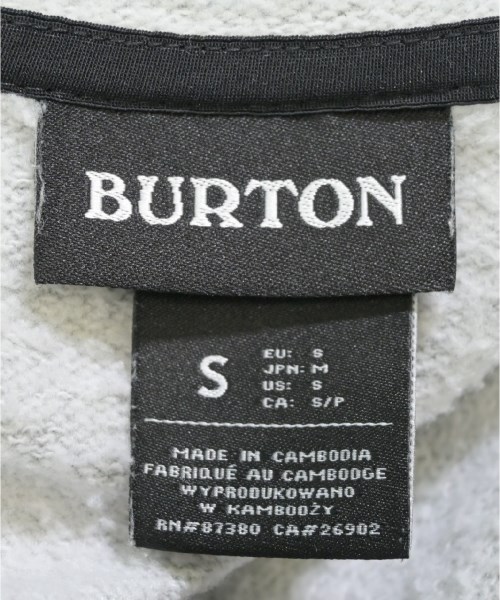 BURTON
S
EU: S
JPN: M
US: S
CA: S/P
MADE IN CAMBODIA
FABRIQUÉ AU CAMBODGE
WYPRODUKOWANO
W KAMBODŻY
RN#87380 CA#26902